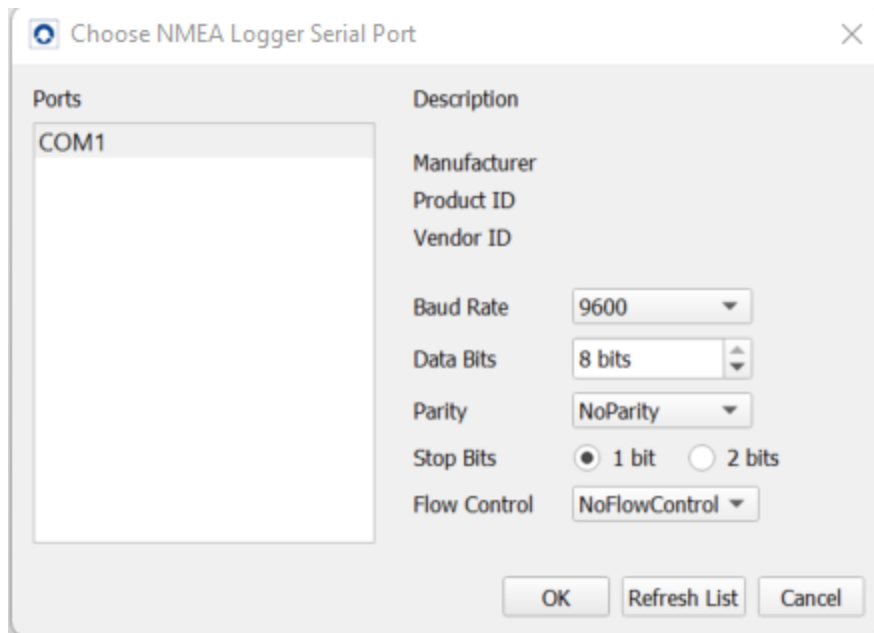 Choose NMEA Logger Serial Port
Ports
COM1
Description
Manufacturer
Product ID
Vendor ID
Baud Rate 9600
Data Bits 8 bits
Parity NoParity
Stop Bits 1 bit 2 bits
Flow Control NoFlowControl
OK Refresh List Cancel